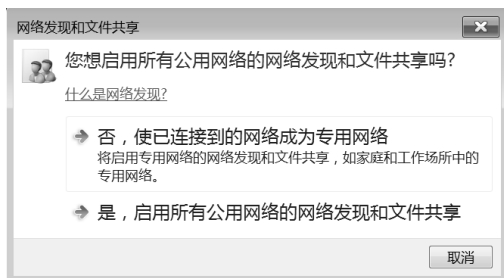 网络发现和文件共享
您想启用所有公用网络的网络发现和文件共享吗?
什么是网络发现?
否，使已连接到的网络成为专用网络
将启用专用网络的网络发现和文件共享，如家庭和工作场所中的
专用网络。
是，启用所有公用网络的网络发现和文件共享
取消